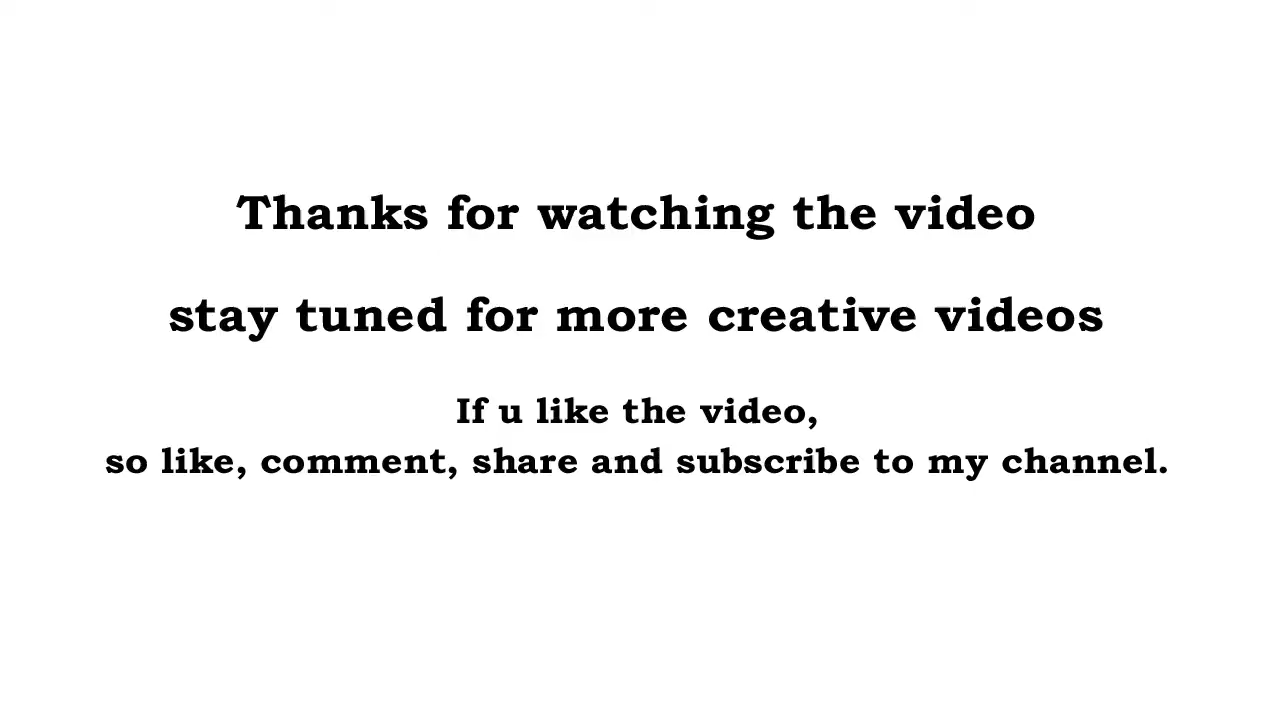 Thanks for watching the video
stay tuned for more creative videos
If u like the video,
so like, comment, share and subscribe to my channel.